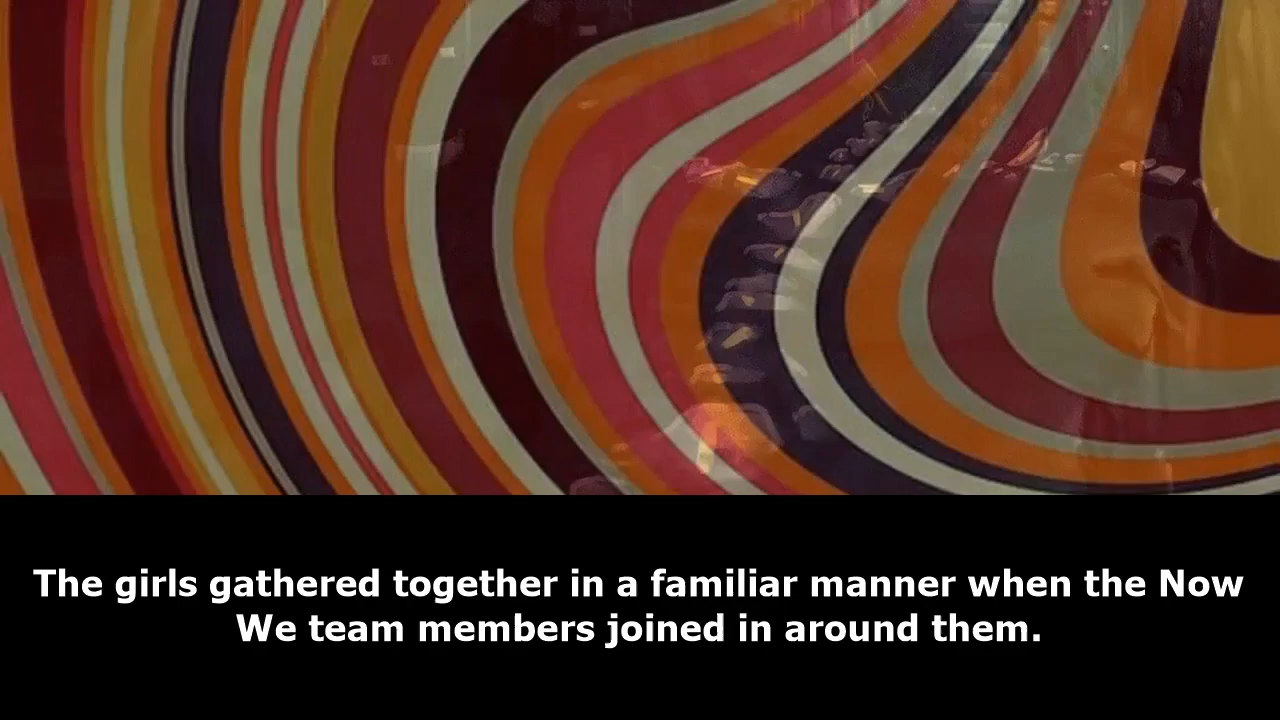 The girls gathered together in a familiar manner when the Now
We team members joined in around them.